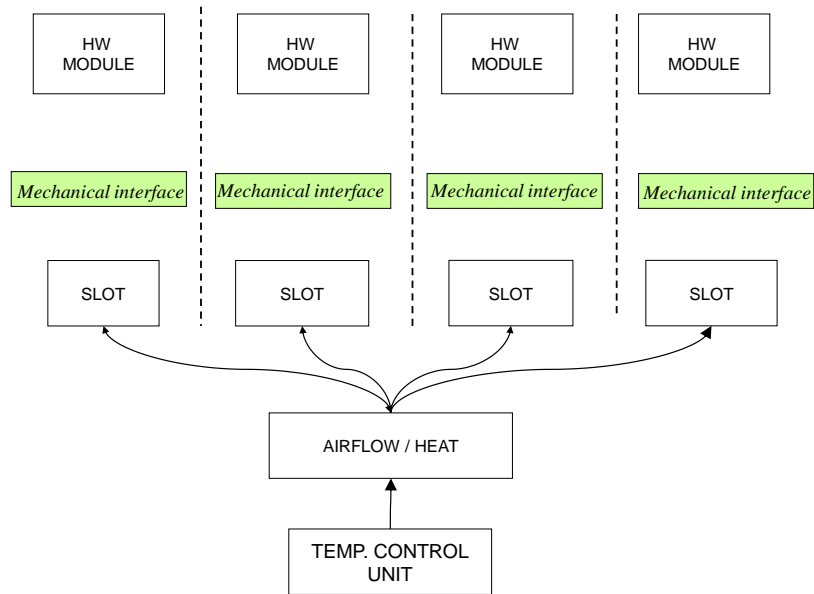 HW
MODULE
HW
MODULE
HW
MODULE
HW
MODULE
Mechanical interface
Mechanical interface
Mechanical interface
Mechanical interface
SLOT
SLOT
SLOT
SLOT
AIRFLOW / HEAT
TEMP. CONTROL
UNIT